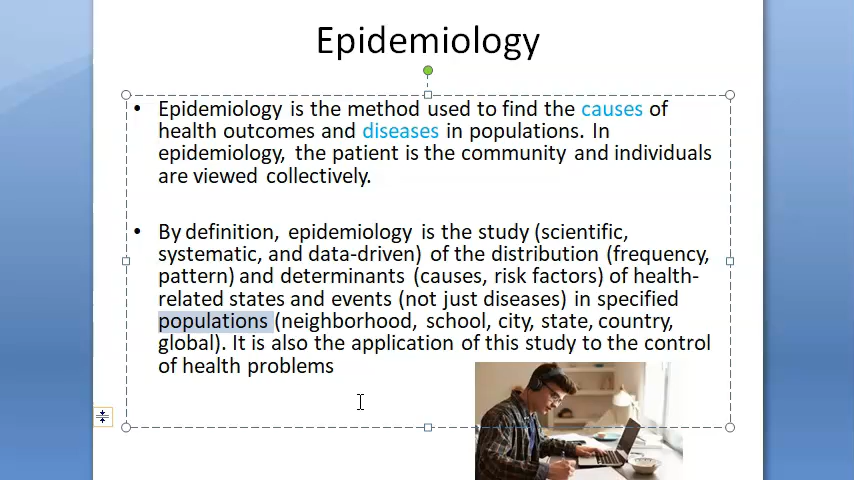 Epidemiology
• Epidemiology is the method used to find the causes of
health outcomes and diseases in populations. In
epidemiology, the patient is the community and individuals
are viewed collectively.
• By definition, epidemiology is the study (scientific,
systematic, and data-driven) of the distribution (frequency,
pattern) and determinants (causes, risk factors) of health-
related states and events (not just diseases) in specified
populations (neighborhood, school, city, state, country,
global). It is also the application of this study to the control
of health problems